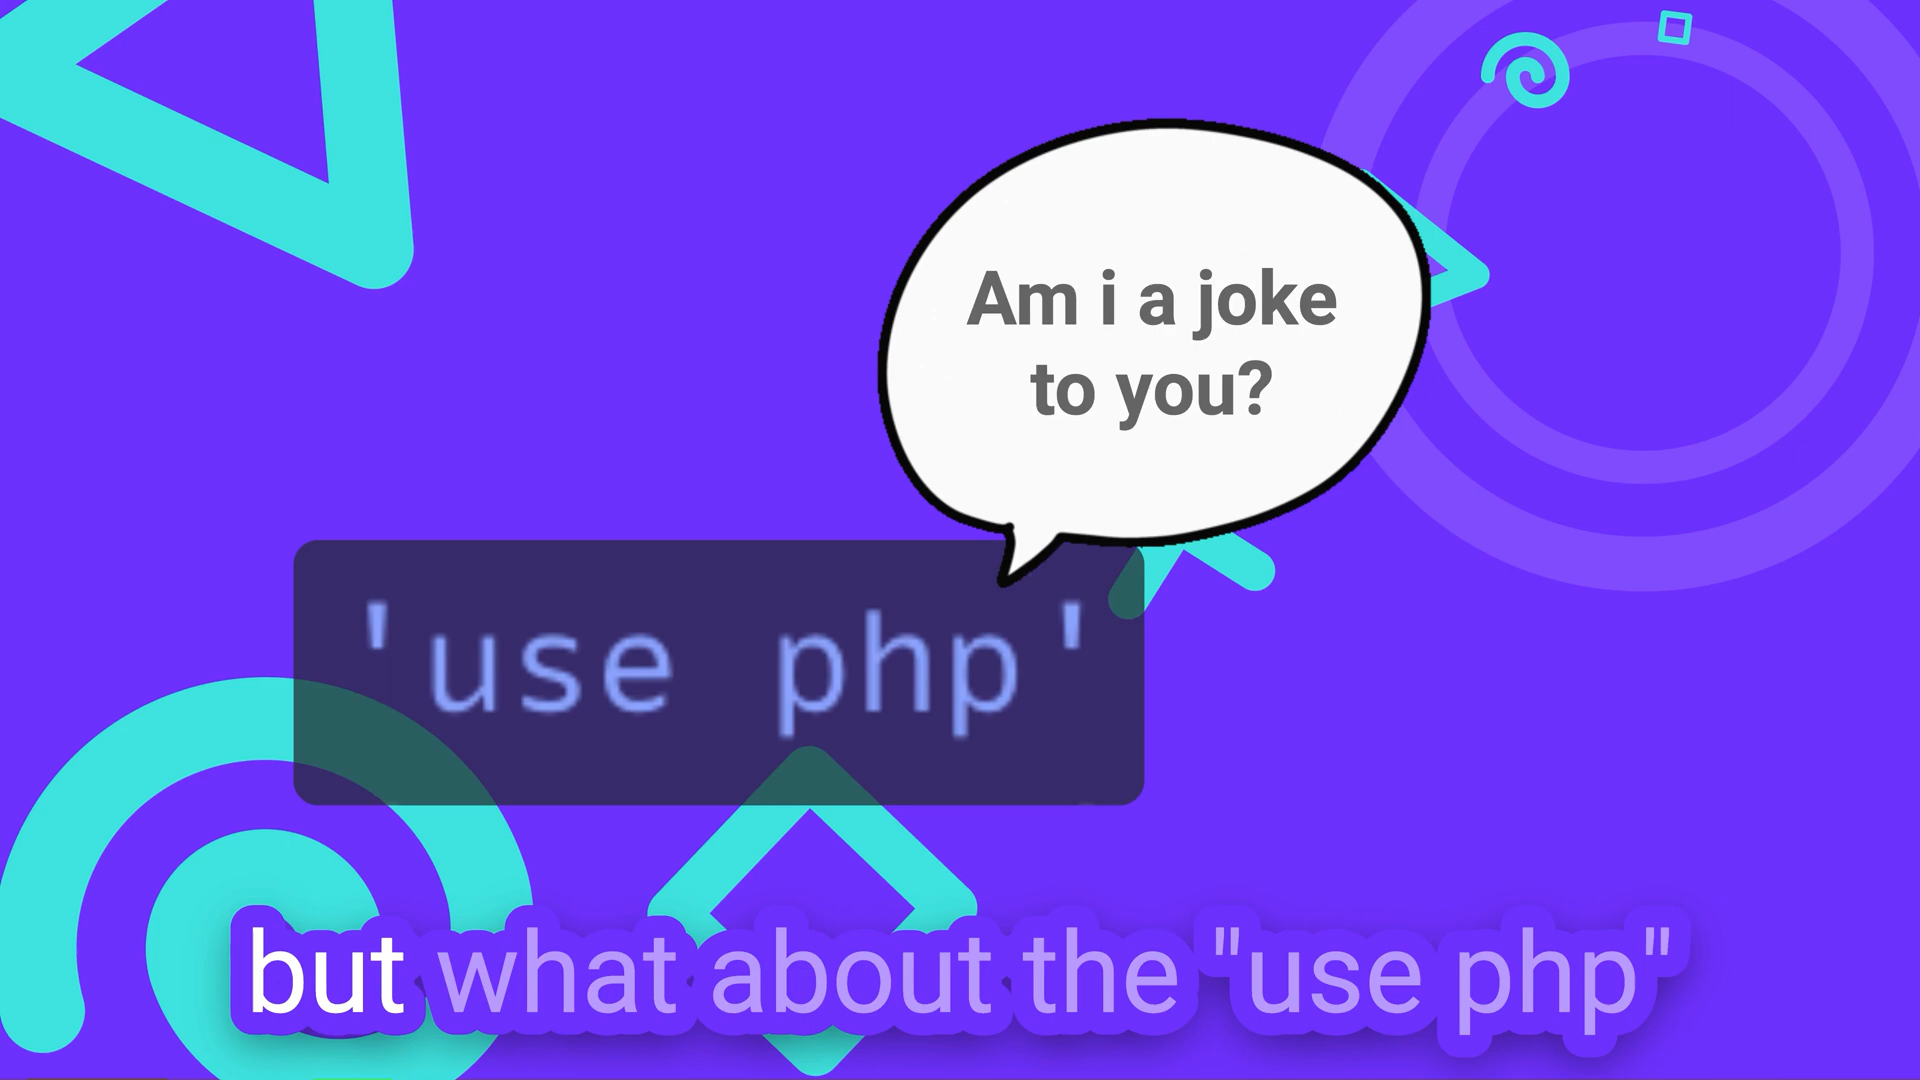 Am i a joke
to you?
'use php'
but what about the "use php"